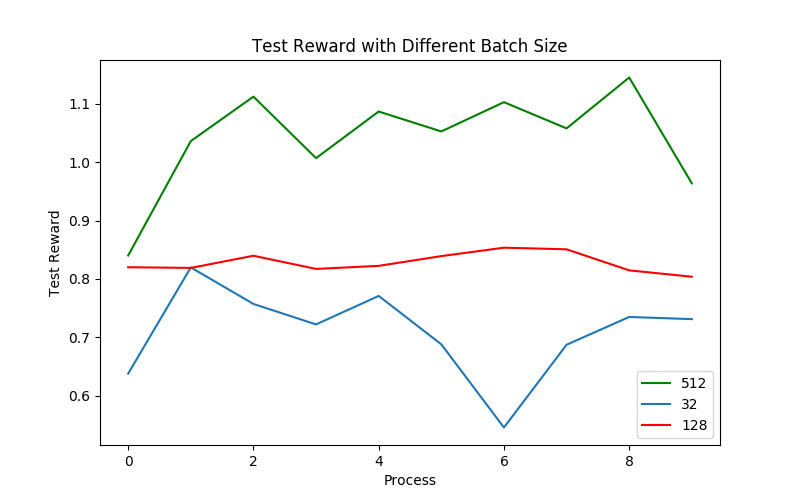 Test Reward with Different Batch Size
Test Reward
1.1
1.0
0.9
0.8
0.7
0.6
0 2 4 6 8
Process
512
32
128